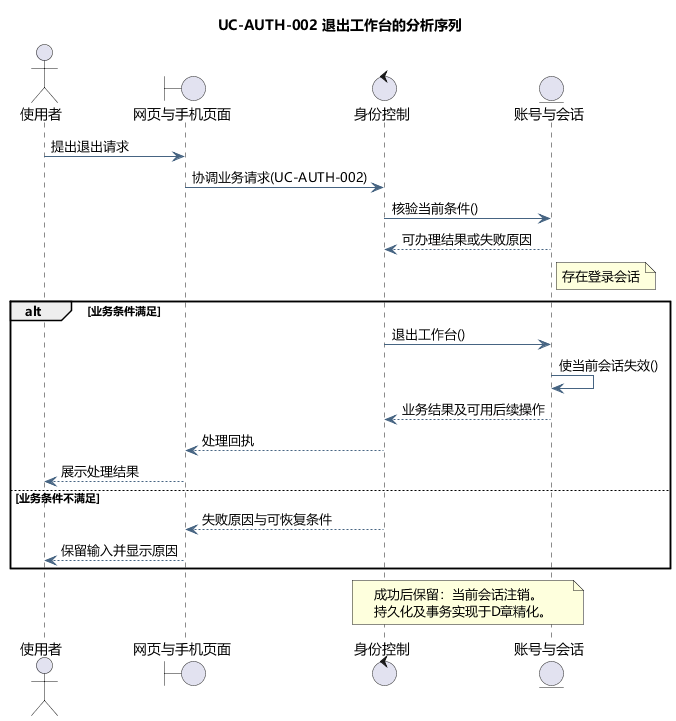 UC-AUTH-002 退出工作台的分析序列
使用者
网页与手机页面
身份控制
账号与会话
提出退出请求
协调业务请求(UC-AUTH-002)
核验当前条件()
可办理结果或失败原因
存在登录会话
alt
[业务条件满足]
退出工作台()
使当前会话失效()
业务结果及可用后续操作
处理回执
展示处理结果
[业务条件不满足]
失败原因与可恢复条件
保留输入并显示原因
成功后保留：当前会话注销。
持久化及事务实现于D章精化。
使用者
网页与手机页面
身份控制
账号与会话